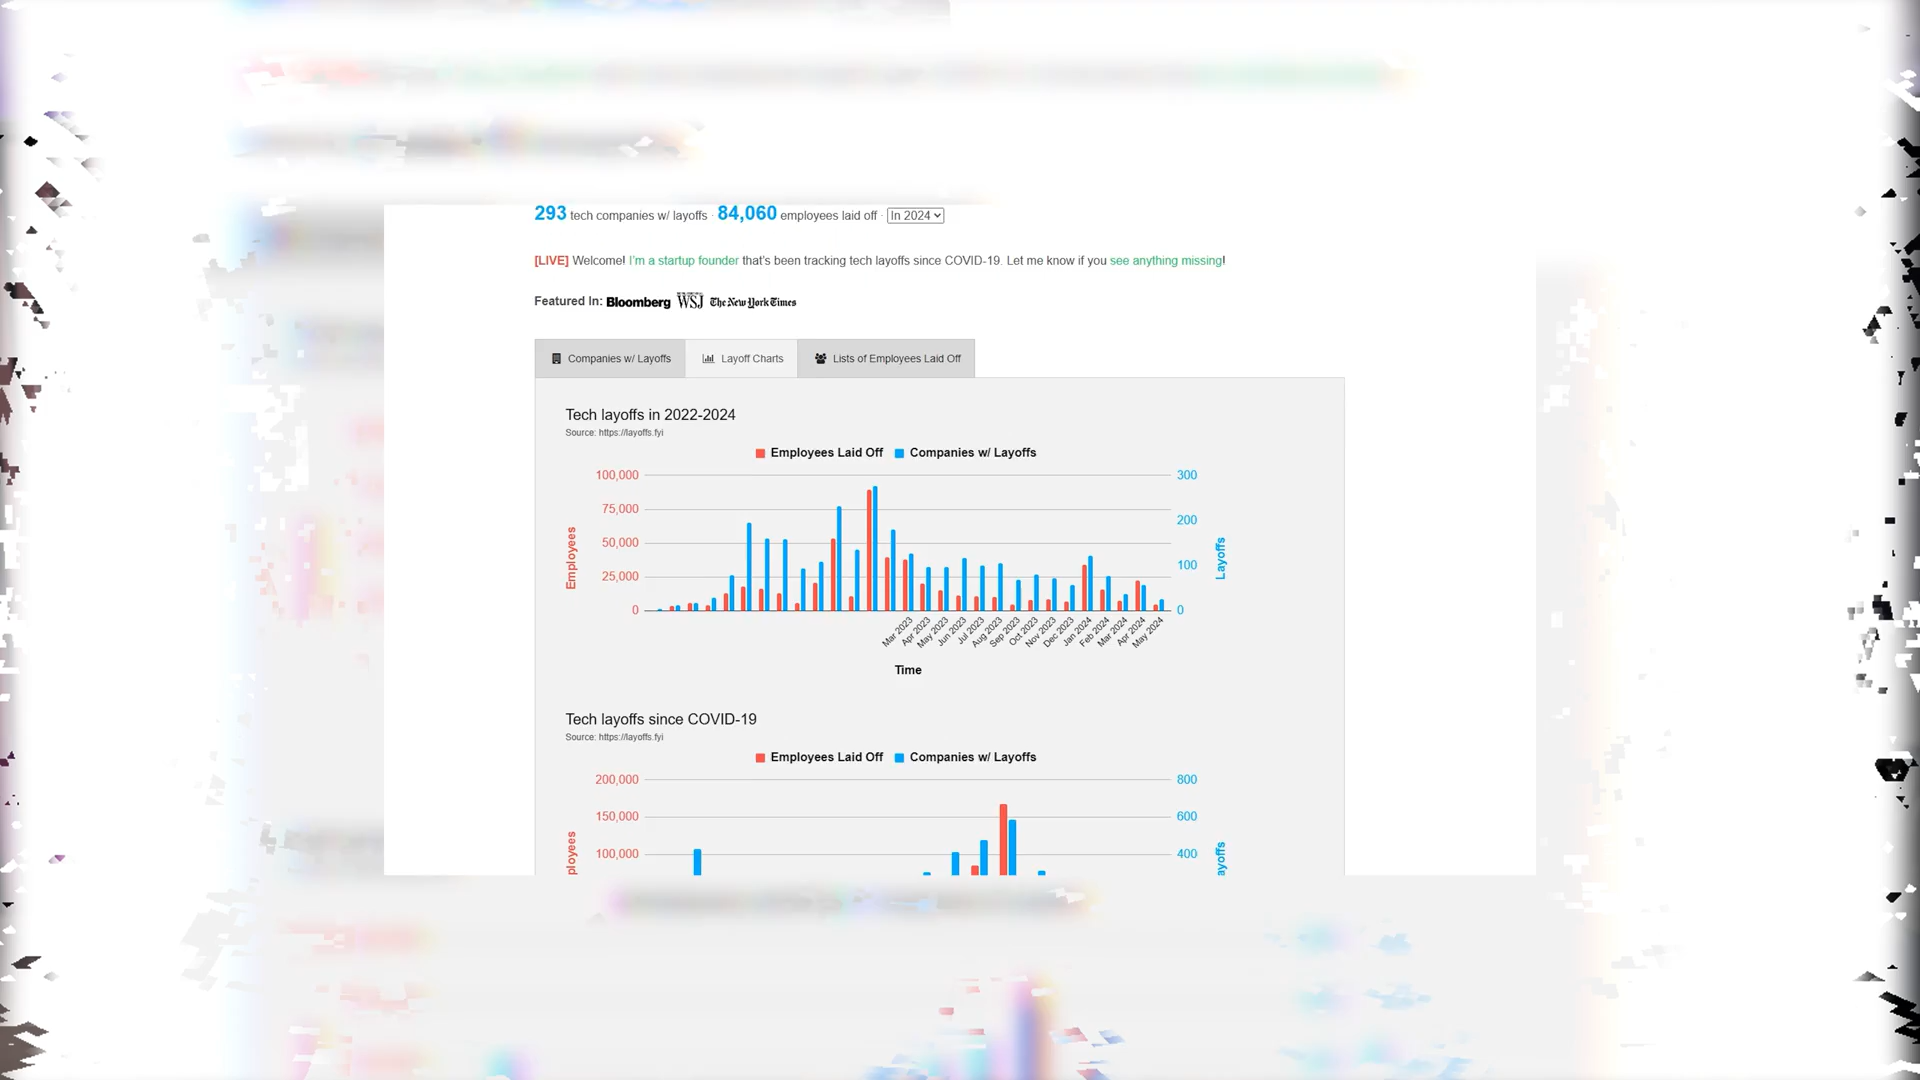 293 tech companies w/ layoffs · 84,060 employees laid off · In 2024
[LIVE] Welcome! I'm a startup founder that's been tracking tech layoffs since COVID-19. Let me know if you see anything missing!
Featured In: Bloomberg WSJ The New York Times
Companies w/ Layoffs Layoff Charts Lists of Employees Laid Off
Tech layoffs in 2022-2024
Source: https://layoffs.fyi
Employees Laid Off Companies w/ Layoffs
100,000 300
75,000
200
50,000
100
25,000
0 0
Employees
Layoffs
Mar 2023 Apr 2023 May 2023 Jun 2023 Jul 2023 Aug 2023 Sep 2023 Oct 2023 Nov 2023 Dec 2023 Jan 2024 Feb 2024 Mar 2024 Apr 2024 May 2024
Time
Tech layoffs since COVID-19
Source: https://layoffs.fyi
Employees Laid Off Companies w/ Layoffs
200,000 800
150,000 600
100,000 400
ployees
ayoffs